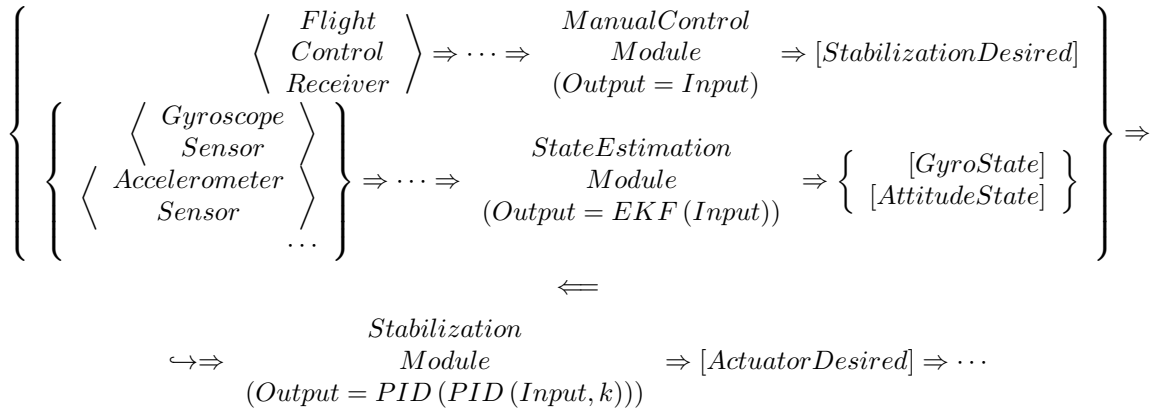 Flight
Control
Receiver
⇒ ··· ⇒
ManualControl
Module
(Output = Input)
⇒ [StabilizationDesired]
Gyroscope
Sensor
Accelerometer
Sensor
···
⇒ ··· ⇒
StateEstimation
Module
(Output = EKF (Input))
⇒
[GyroState]
[AttitudeState]
⇒
⟸
↪⇒
Stabilization
Module
(Output = PID (PID (Input, k)))
⇒ [ActuatorDesired] ⇒ ···